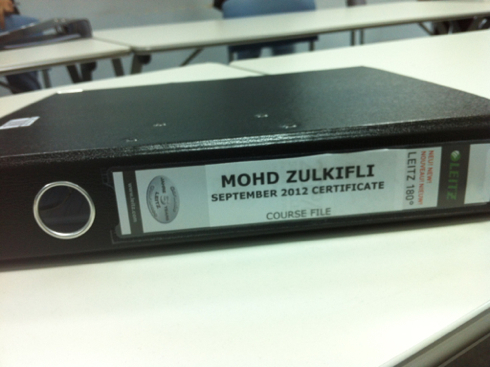 MOHD ZULKIFLI
SEPTEMBER 2012 CERTIFICATE
COURSE FILE
LEITZ 180°
LEITZ